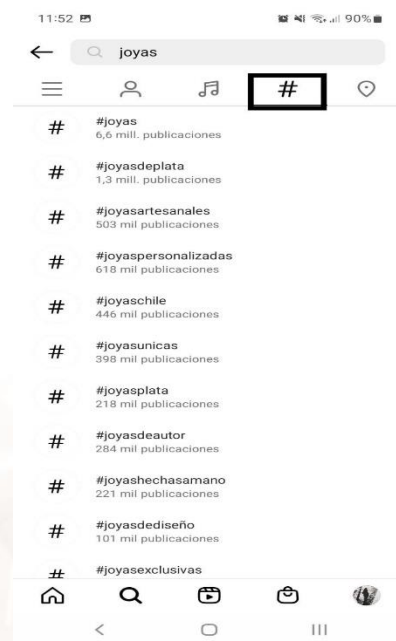 11:52
90%
joyas
#
# #joyas
6,6 mill. publicaciones
# #joyasdeplata
1,3 mill. publicaciones
# #joyasartesanales
503 mil publicaciones
# #joyaspersonalizadas
618 mil publicaciones
# #joyaschile
446 mil publicaciones
# #joyasunicas
398 mil publicaciones
# #joyasplata
218 mil publicaciones
# #joyasdeautor
284 mil publicaciones
# #joyashechasamano
221 mil publicaciones
# #joyasdediseño
101 mil publicaciones
# #joyasexclusivas